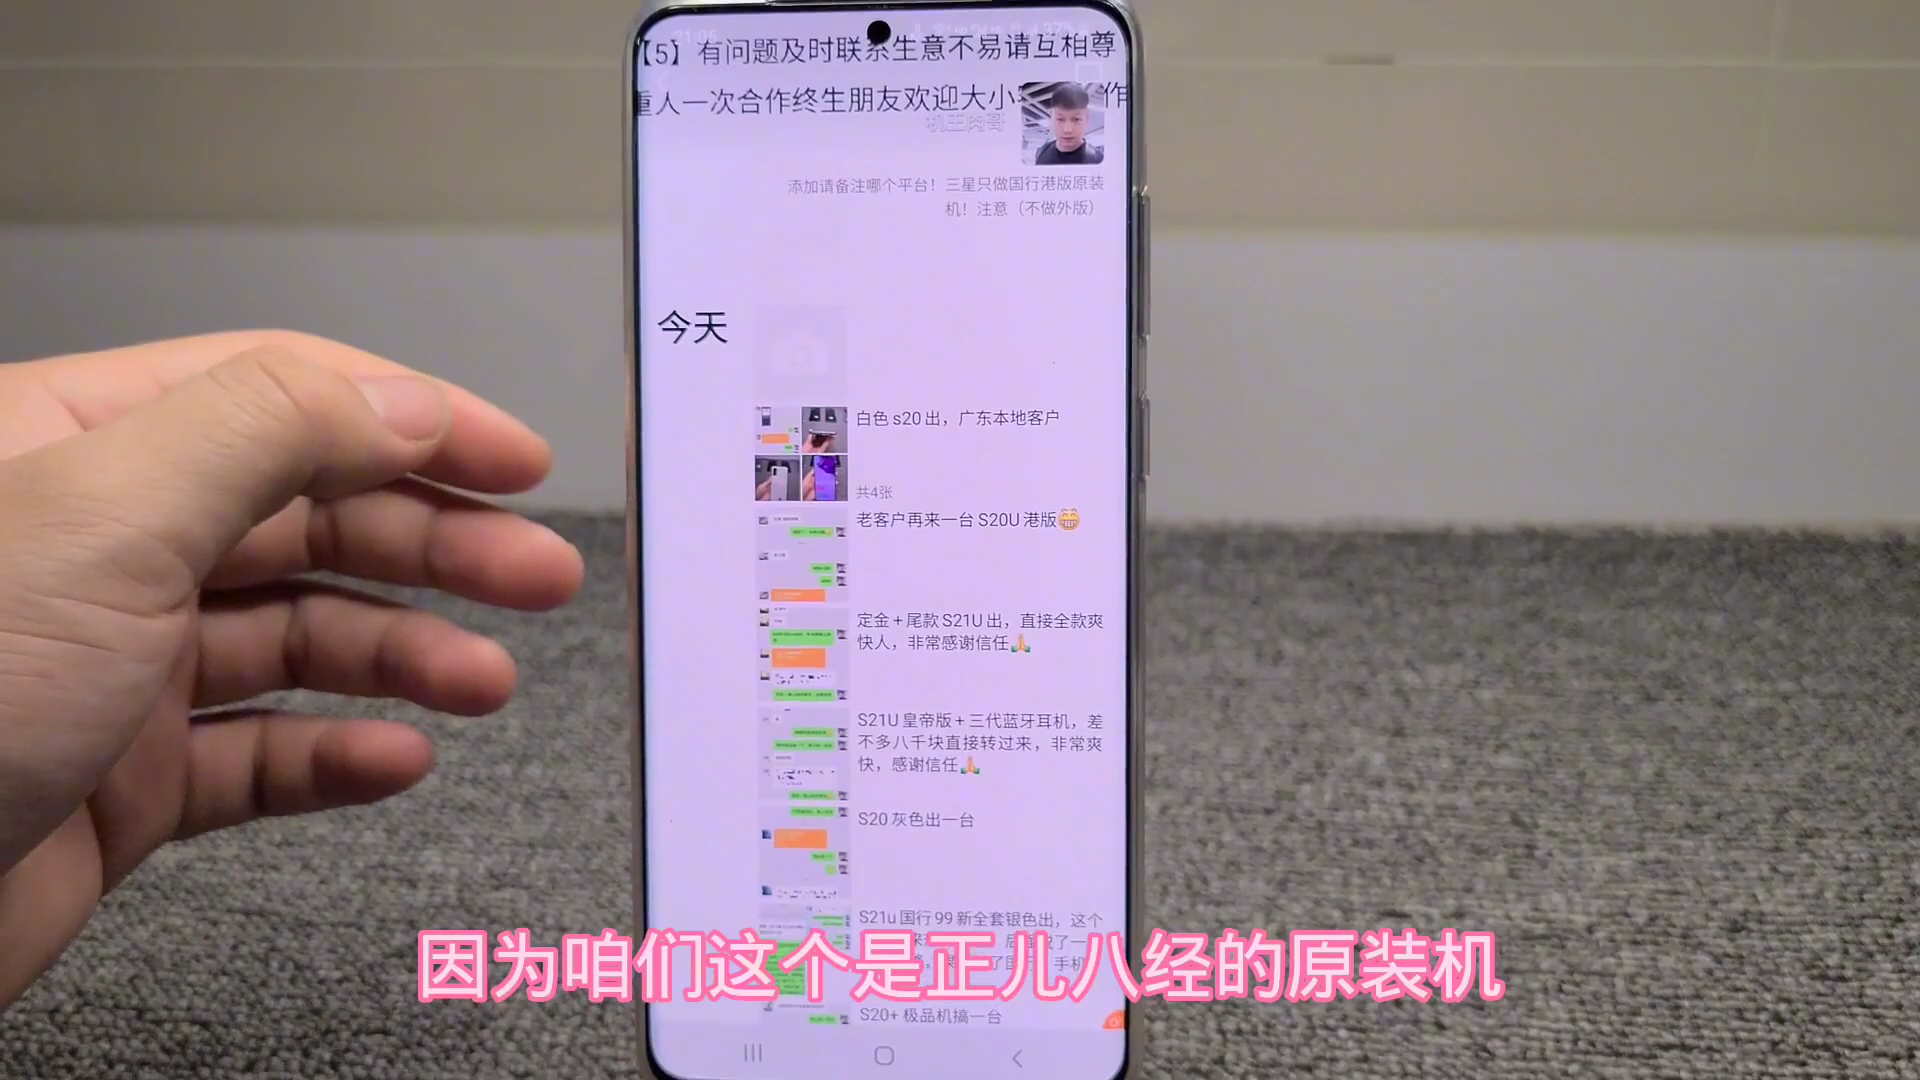 【5】有问题及时联系生意不易请互相尊
重人一次合作终生朋友欢迎大小
作
机王肉哥
添加请备注哪个平台！三星只做国行港版原装
机！注意（不做外版）
今天
白色 s20 出，广东本地客户
共4张
老客户再来一台 S20U 港版😁
定金 + 尾款 S21U 出，直接全款爽
快人，非常感谢信任🙏
S21U 皇帝版 + 三代蓝牙耳机，差
不多八千块直接转过来，非常爽
快，感谢信任🙏
S20 灰色出一台
S21u 国行 99 新全套银色出，这个
因为咱们这个是正儿八经的原装机
S20+ 极品机搞一台